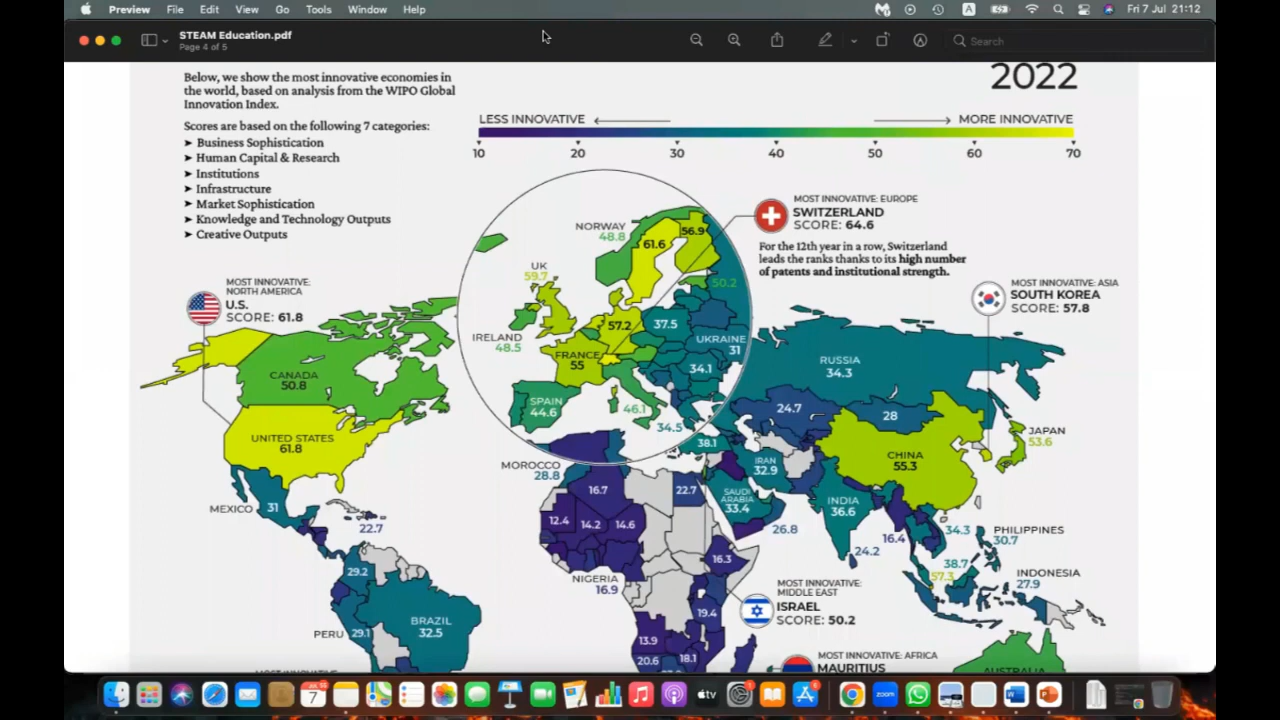 Preview File Edit View Go Tools Window Help
A
Fri 7 Jul 21:12
STEAM Education.pdf
Page 4 of 5
Search
Below, we show the most innovative economies in
the world, based on analysis from the WIPO Global
Innovation Index.
2022
Scores are based on the following 7 categories:
➤ Business Sophistication
➤ Human Capital & Research
➤ Institutions
➤ Infrastructure
➤ Market Sophistication
➤ Knowledge and Technology Outputs
➤ Creative Outputs
LESS INNOVATIVE
MORE INNOVATIVE
10 20 30 40 50 60 70
MOST INNOVATIVE: EUROPE
SWITZERLAND
SCORE: 64.6
For the 12th year in a row, Switzerland
leads the ranks thanks to its high number
of patents and institutional strength.
NORWAY
48.8
61.6
56.9
UK
59.7
50.2
IRELAND
48.5
57.2
37.5
UKRAINE
31
FRANCE
55
34.1
SPAIN
44.6
46.1
34.5
38.1
MOST INNOVATIVE:
NORTH AMERICA
U.S.
SCORE: 61.8
MOST INNOVATIVE: ASIA
SOUTH KOREA
SCORE: 57.8
CANADA
50.8
UNITED STATES
61.8
MEXICO
31
22.7
RUSSIA
34.3
24.7
28
JAPAN
53.6
CHINA
55.3
IRAN
32.9
SAUDI
ARABIA
33.4
INDIA
36.6
26.8
24.2
16.4
34.3
PHILIPPINES
30.7
38.7
57.3
INDONESIA
27.9
MOROCCO
28.8
16.7
22.7
12.4
14.2
14.6
16.3
NIGERIA
16.9
19.4
13.9
20.6
18.1
29.2
PERU
29.1
BRAZIL
32.5
MOST INNOVATIVE:
MIDDLE EAST
ISRAEL
SCORE: 50.2
MOST INNOVATIVE: AFRICA
MAURITIUS
AUSTRALIA
7
zoom
tv